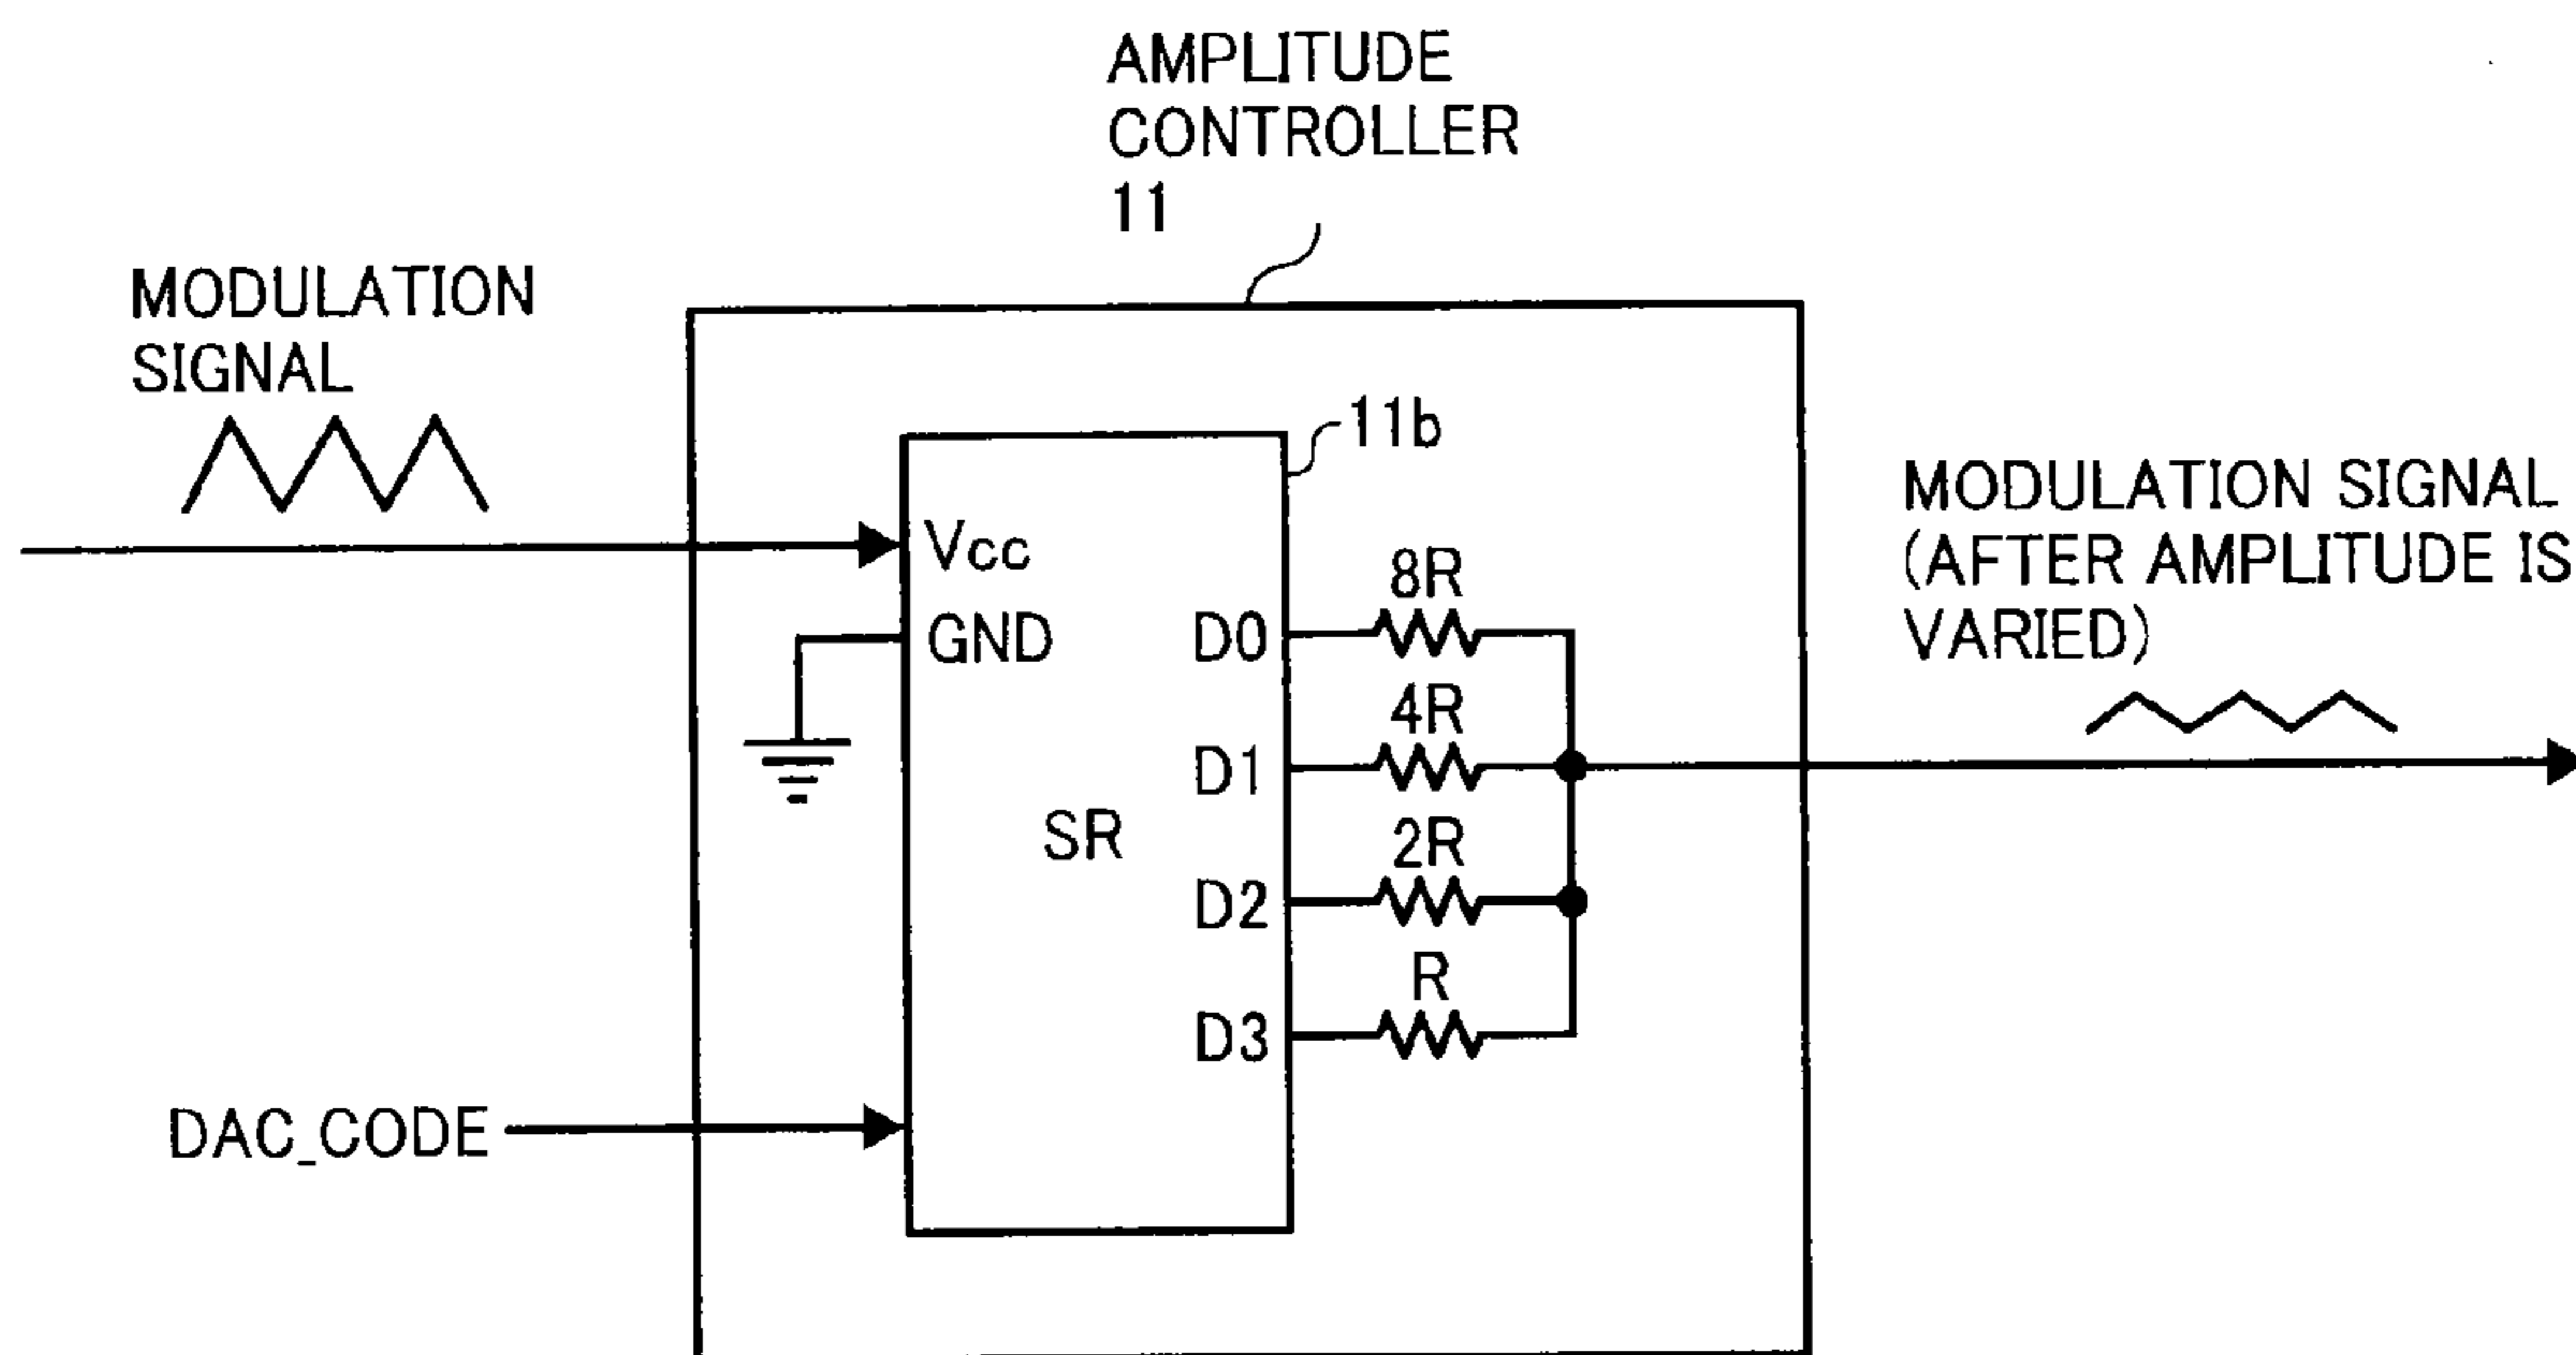 AMPLITUDE
CONTROLLER
11
MODULATION
SIGNAL
11b
MODULATION SIGNAL
(AFTER AMPLITUDE IS
VARIED)
Vcc
GND
SR
D0
D1
D2
D3
8R
4R
2R
R
DAC_CODE